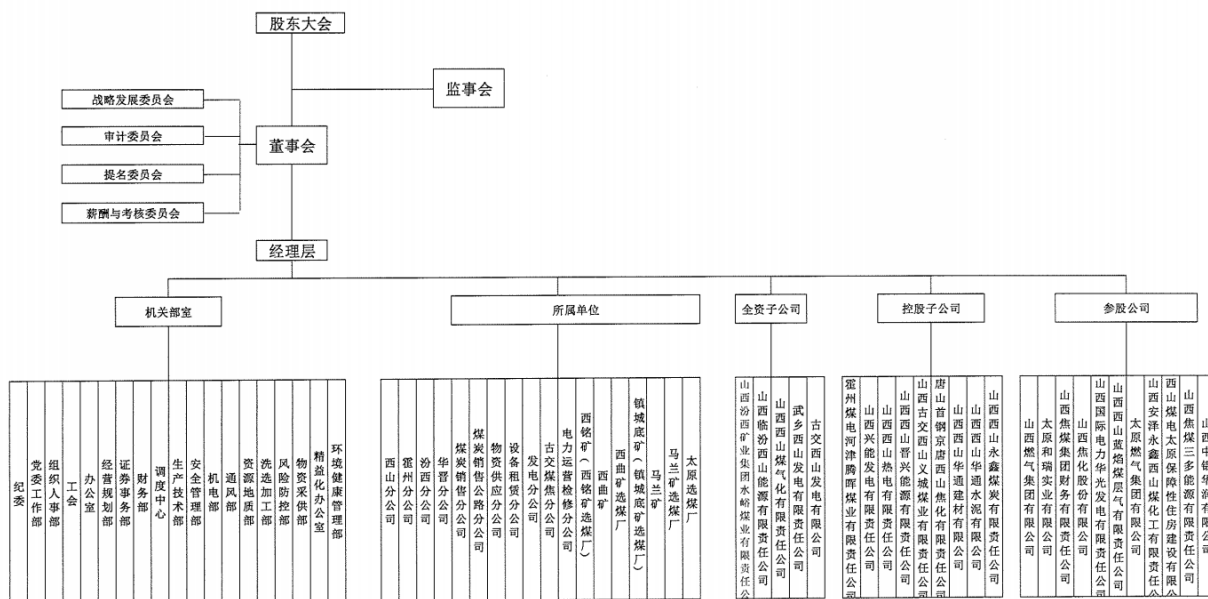 股东大会
监事会
战略发展委员会
审计委员会
董事会
提名委员会
薪酬与考核委员会
经理层
机关部室
所属单位
全资子公司
控股子公司
参股公司
纪委
党委工作部
组织人事部
工会
办公室
经营规划部
证券事务部
财务部
调度中心
生产技术部
安全管理部
机电部
通风部
资源地质部
洗选加工部
风险防控部
物资采供部
精益化办公室
环境健康管理部
西山分公司
霍州分公司
汾西分公司
华晋分公司
煤炭销售分公司
煤炭销售公路分公司
物资供应分公司
设备租赁分公司
发电分公司
古交煤焦分公司
电力运营检修分公司
西铭矿(西铭矿选煤厂)
西曲矿
西曲矿选煤厂
镇城底矿(镇城底矿选煤厂)
马兰矿
马兰矿选煤厂
太原选煤厂
山西汾西矿业集团水峪煤业有限责任公
山西临汾西山能源有限责任公司
山西西山煤气化有限责任公司
武乡西山发电有限责任公司
古交西山发电有限公司
霍州煤电河津腾晖煤业有限责任公司
山西兴能发电有限责任公司
山西西山热电有限责任公司
山西西山晋兴能源有限责任公司
山西古交西山义城煤业有限责任公司
唐山首钢京唐西山焦化有限责任公司
山西西山华通建材有限公司
山西西山华通水泥有限公司
山西西山永鑫煤炭有限责任公司
山西燃气集团有限公司
太原和瑞实业有限公司
山西焦煤集团财务有限责任公司
山西焦化股份有限公司
山西国际电力华光发电有限责任公司
山西西山蓝焰煤层气有限责任公司
太原燃气集团有限公司
山西安泽永鑫西山煤化工有限责任公
西山煤电太原保障性住房建设有限公
山西焦煤三多能源有限公司